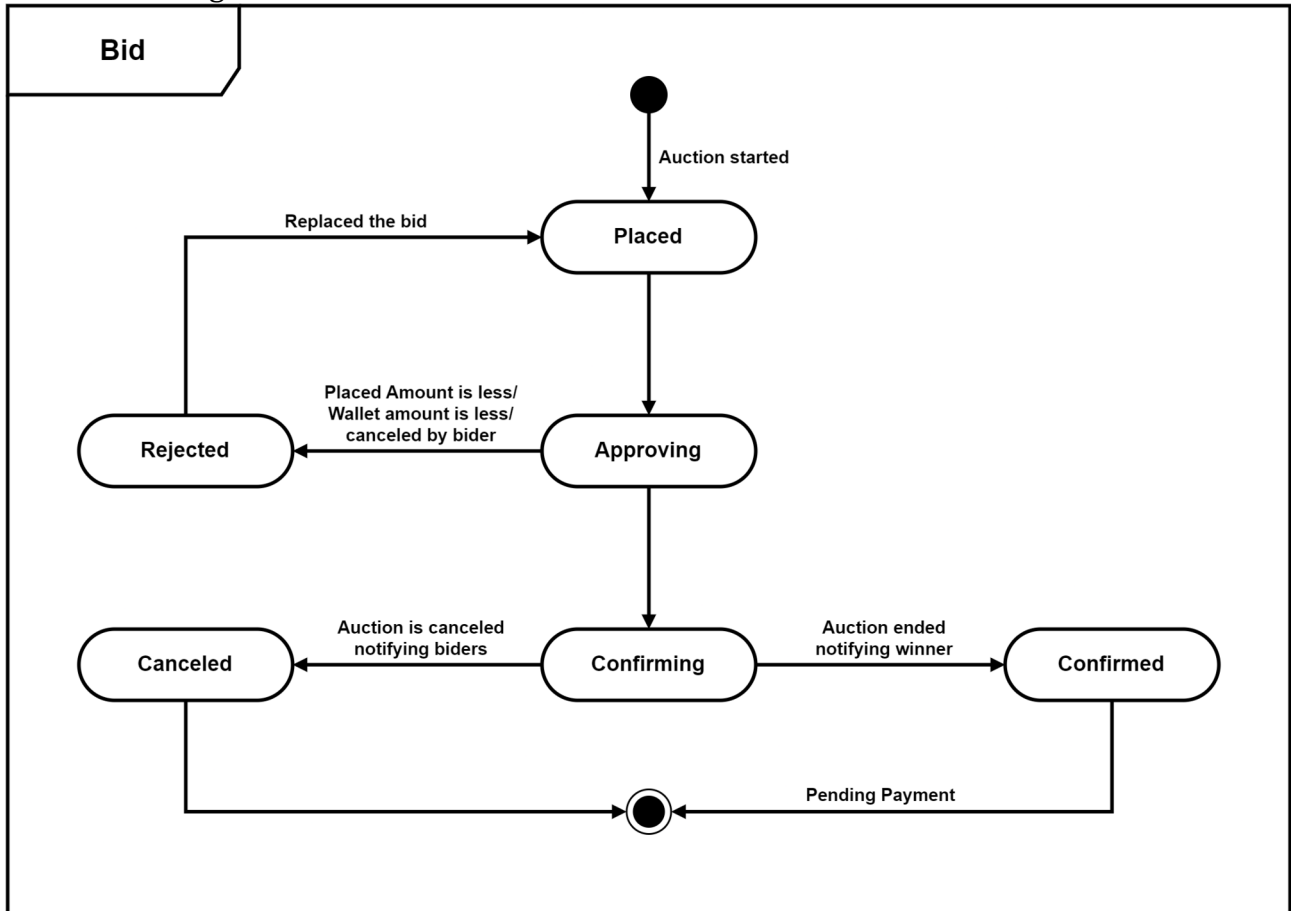 Bid
Auction started
Replaced the bid
Placed
Placed Amount is less/
Wallet amount is less/
canceled by bider
Rejected
Approving
Auction is canceled
notifying biders
Auction ended
notifying winner
Canceled
Confirming
Confirmed
Pending Payment